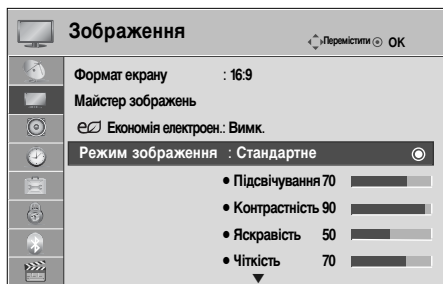 Зображення
Перемістити OK
Формат екрану : 16:9
Майстер зображень
Економія електроен.: Вимк.
Режим зображення : Стандартне
• Підсвічування 70
• Контрастність 90
• Яскравість 50
• Чіткість 70